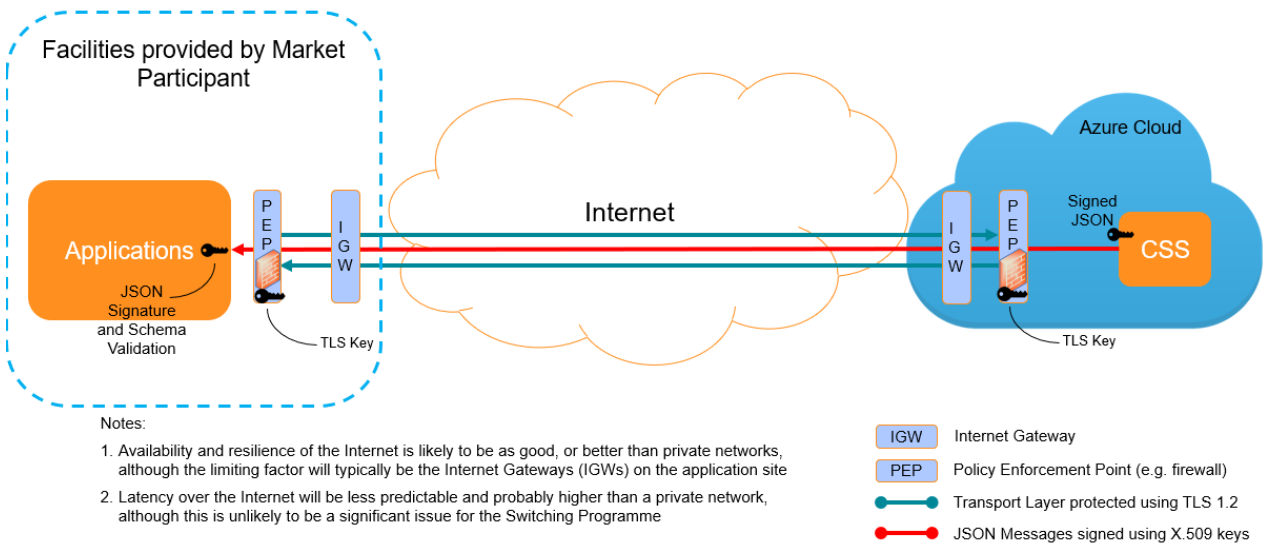 Facilities provided by Market
Participant
Azure Cloud
Internet
Applications
PEP
IGW
IGW
PEP
Signed
JSON
CSS
JSON
Signature
and Schema
Validation
TLS Key
TLS Key
Notes:
1. Availability and resilience of the Internet is likely to be as good, or better than private networks,
although the limiting factor will typically be the Internet Gateways (IGWs) on the application site
2. Latency over the Internet will be less predictable and probably higher than a private network,
although this is unlikely to be a significant issue for the Switching Programme
IGW Internet Gateway
PEP Policy Enforcement Point (e.g. firewall)
Transport Layer protected using TLS 1.2
JSON Messages signed using X.509 keys